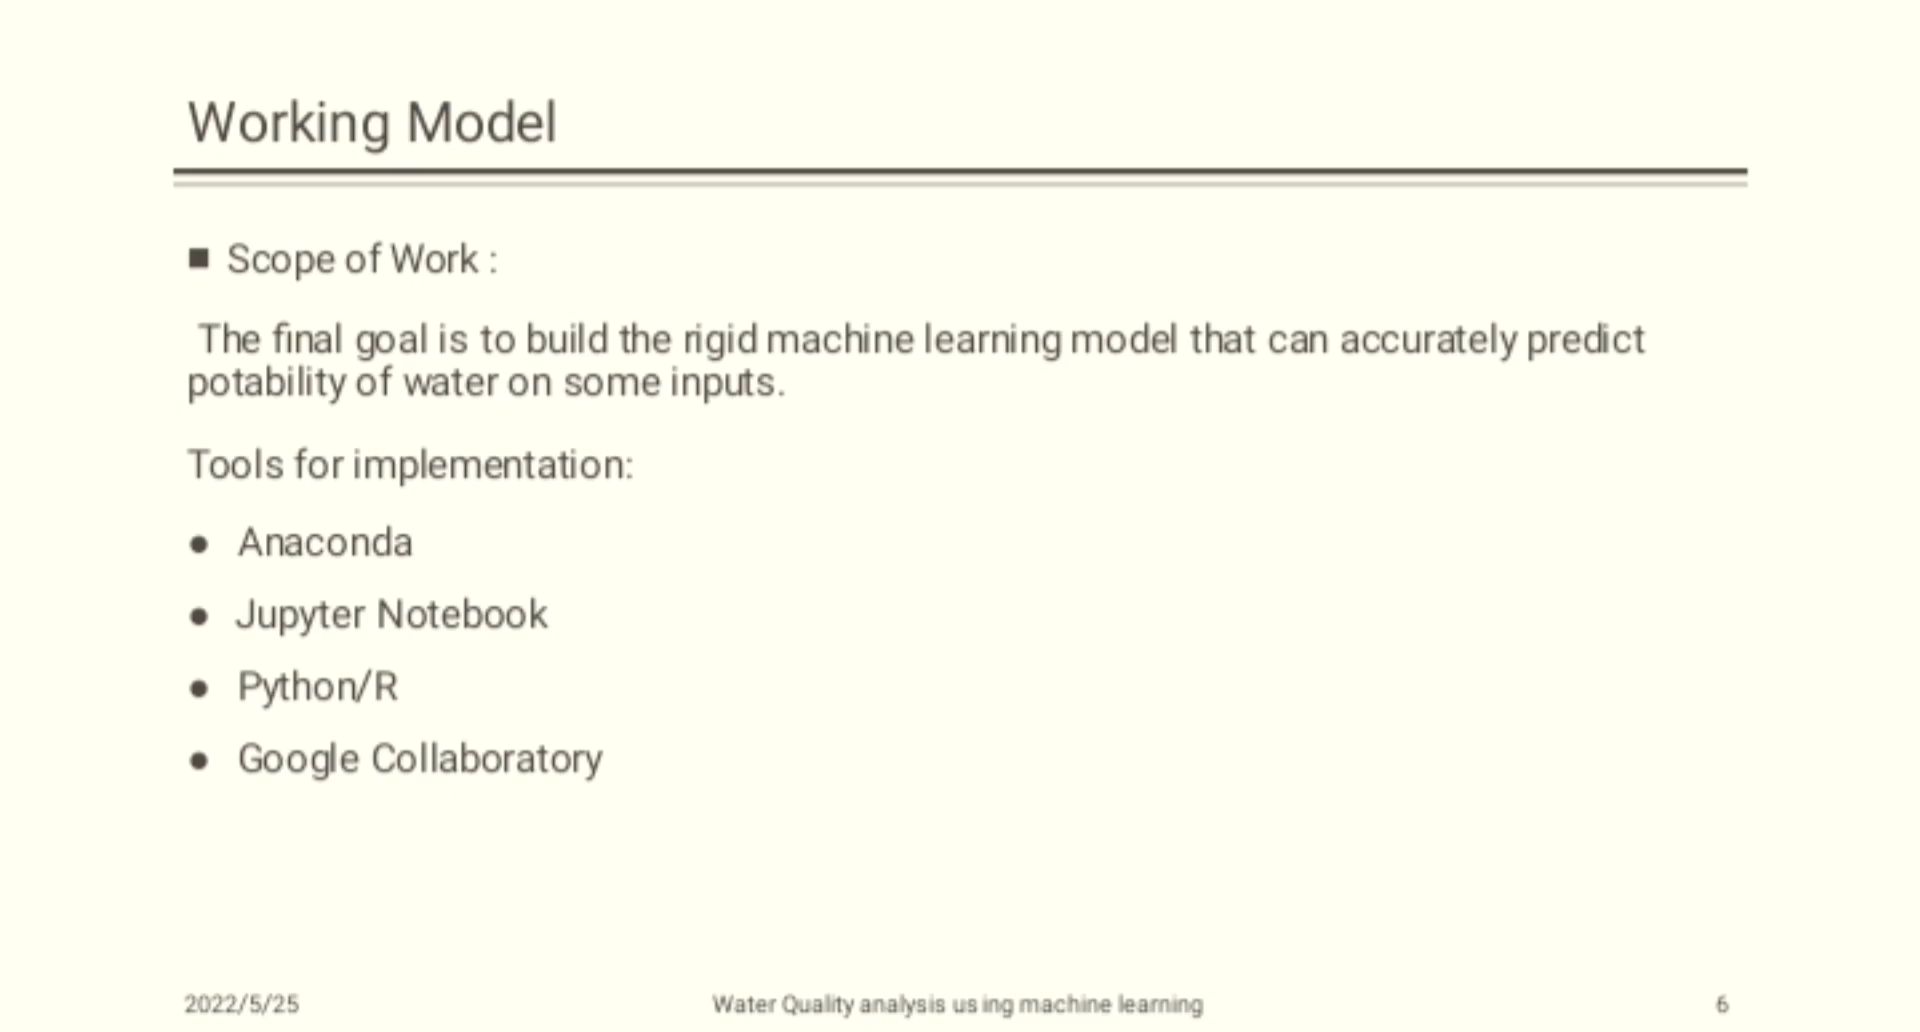 Working Model
■ Scope of Work :
The final goal is to build the rigid machine learning model that can accurately predict
potability of water on some inputs.
Tools for implementation:
● Anaconda
● Jupyter Notebook
● Python/R
● Google Collaboratory
2022/5/25 Water Quality analysis us ing machine learning 6